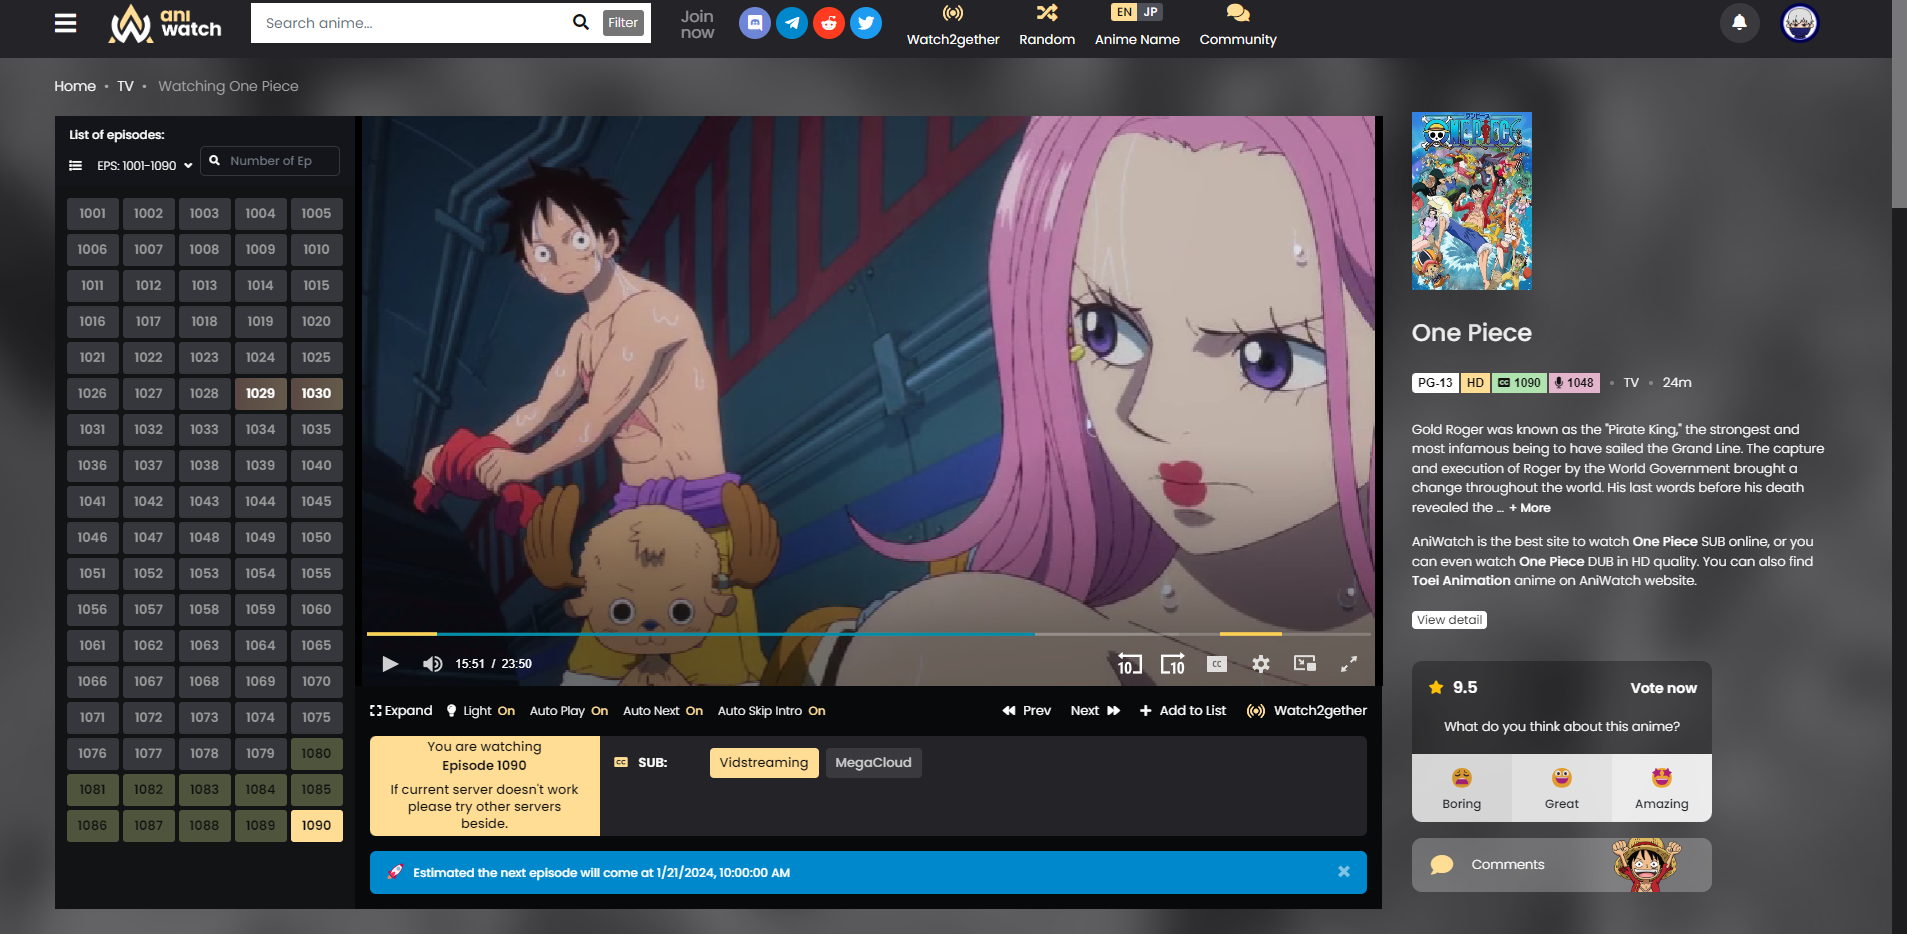 ani
watch
Search anime...
Filter
Join
now
EN JP
Watch2gether
Random
Anime Name
Community
Home • TV • Watching One Piece
List of episodes:
EPS: 1001-1090
Number of Ep
1001 1002 1003 1004 1005
1006 1007 1008 1009 1010
1011 1012 1013 1014 1015
1016 1017 1018 1019 1020
1021 1022 1023 1024 1025
1026 1027 1028 1029 1030
1031 1032 1033 1034 1035
1036 1037 1038 1039 1040
1041 1042 1043 1044 1045
1046 1047 1048 1049 1050
1051 1052 1053 1054 1055
1056 1057 1058 1059 1060
1061 1062 1063 1064 1065
1066 1067 1068 1069 1070
1071 1072 1073 1074 1075
1076 1077 1078 1079 1080
1081 1082 1083 1084 1085
1086 1087 1088 1089 1090
15:51 / 23:50
10
10
CC
Expand
Light On
Auto Play On
Auto Next On
Auto Skip Intro On
Prev
Next
Add to List
Watch2gether
You are watching
Episode 1090
If current server doesn't work
please try other servers
beside.
CC SUB:
Vidstreaming
MegaCloud
Estimated the next episode will come at 1/21/2024, 10:00:00 AM
ONE PIECE
One Piece
PG-13 HD CC 1090 1048 • TV • 24m
Gold Roger was known as the "Pirate King," the strongest and
most infamous being to have sailed the Grand Line. The capture
and execution of Roger by the World Government brought a
change throughout the world. His last words before his death
revealed the ... + More
AniWatch is the best site to watch One Piece SUB online, or you
can even watch One Piece DUB in HD quality. You can also find
Toei Animation anime on AniWatch website.
View detail
9.5
Vote now
What do you think about this anime?
Boring
Great
Amazing
Comments